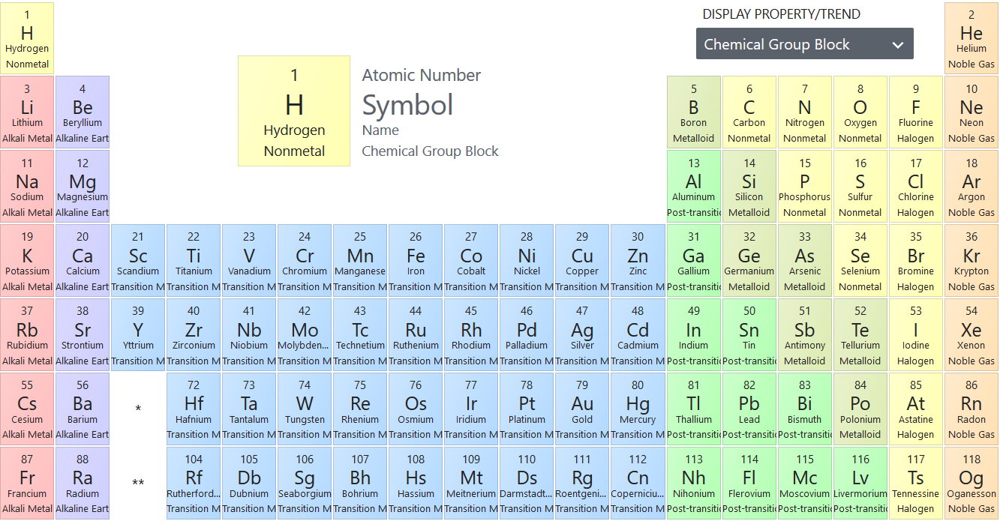 1 DISPLAY PROPERTY/TREND 2
H He
Hydrogen Chemical Group Block Helium
Nonmetal Noble Gas
1 Atomic Number
H Symbol
Hydrogen Name
Nonmetal Chemical Group Block
3 4 5 6 7 8 9 10
Li Be B C N O F Ne
Lithium Beryllium Boron Carbon Nitrogen Oxygen Fluorine Neon
Alkali Metal Alkaline Eart Metalloid Nonmetal Nonmetal Nonmetal Halogen Noble Gas
11 12 13 14 15 16 17 18
Na Mg Al Si P S Cl Ar
Sodium Magnesium Aluminum Silicon Phosphorus Sulfur Chlorine Argon
Alkali Metal Alkaline Eart Post-transitio Metalloid Nonmetal Nonmetal Halogen Noble Gas
19 20 21 22 23 24 25 26 27 28 29 30 31 32 33 34 35 36
K Ca Sc Ti V Cr Mn Fe Co Ni Cu Zn Ga Ge As Se Br Kr
Potassium Calcium Scandium Titanium Vanadium Chromium Manganese Iron Cobalt Nickel Copper Zinc Gallium Germanium Arsenic Selenium Bromine Krypton
Alkali Metal Alkaline Eart Transition M Transition M Transition M Transition M Transition M Transition M Transition M Transition M Transition M Transition M Post-transitio Metalloid Metalloid Nonmetal Halogen Noble Gas
37 38 39 40 41 42 43 44 45 46 47 48 49 50 51 52 53 54
Rb Sr Y Zr Nb Mo Tc Ru Rh Pd Ag Cd In Sn Sb Te I Xe
Rubidium Strontium Yttrium Zirconium Niobium Molybden... Technetium Ruthenium Rhodium Palladium Silver Cadmium Indium Tin Antimony Tellurium Iodine Xenon
Alkali Metal Alkaline Eart Transition M Transition M Transition M Transition M Transition M Transition M Transition M Transition M Transition M Transition M Post-transitio Post-transitio Metalloid Metalloid Halogen Noble Gas
55 56 72 73 74 75 76 77 78 79 80 81 82 83 84 85 86
Cs Ba * Hf Ta W Re Os Ir Pt Au Hg Tl Pb Bi Po At Rn
Cesium Barium Hafnium Tantalum Tungsten Rhenium Osmium Iridium Platinum Gold Mercury Thallium Lead Bismuth Polonium Astatine Radon
Alkali Metal Alkaline Eart Transition M Transition M Transition M Transition M Transition M Transition M Transition M Transition M Transition M Post-transitio Post-transitio Post-transitio Metalloid Halogen Noble Gas
87 88 104 105 106 107 108 109 110 111 112 113 114 115 116 117 118
Fr Ra ** Rf Db Sg Bh Hs Mt Ds Rg Cn Nh Fl Mc Lv Ts Og
Francium Radium Rutherford... Dubnium Seaborgium Bohrium Hassium Meitnerium Darmstadt... Roentgeni... Coperniciu... Nihonium Flerovium Moscovium Livermorium Tennessine Oganesson
Alkali Metal Alkaline Eart Transition M Transition M Transition M Transition M Transition M Transition M Transition M Transition M Transition M Post-transitio Post-transitio Post-transitio Post-transitio Halogen Noble Gas